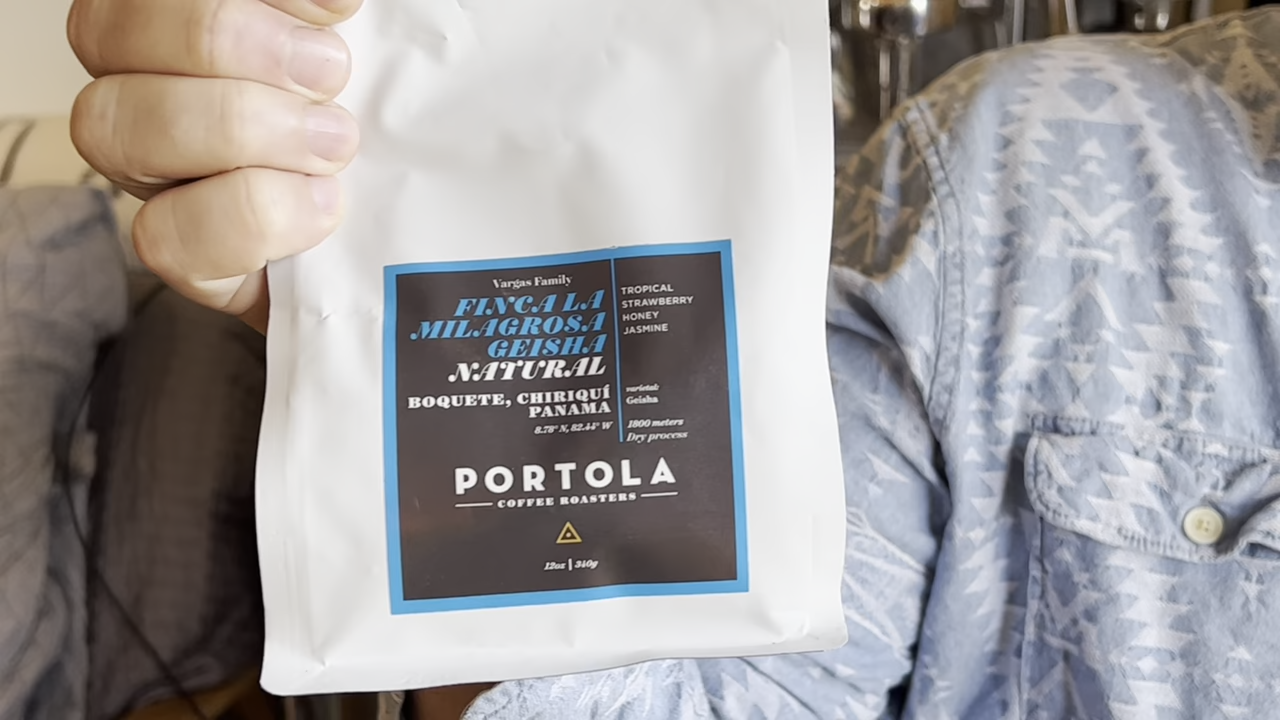 Vargas Family
FINCA LA
MILAGROSA
GEISHA
NATURAL
BOQUETE, CHIRIQUÍ
PANAMA
8.78° N, 82.44° W
TROPICAL
STRAWBERRY
HONEY
JASMINE
varietal:
Geisha
1800 meters
Dry process
PORTOLA
COFFEE ROASTERS
12oz | 340g